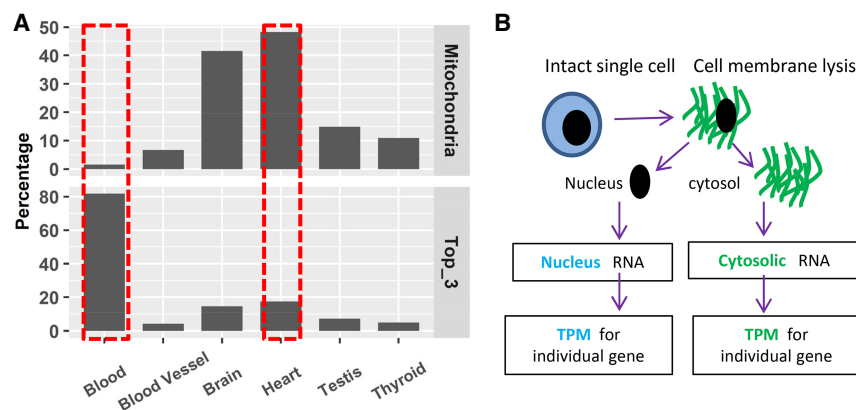 A
Percentage
50
40
30
20
10
0
Mitochondria
80
60
40
20
0
Top_3
Blood
Blood Vessel
Brain
Heart
Testis
Thyroid
B
Intact single cell
Cell membrane lysis
Nucleus
cytosol
Nucleus RNA
Cytosolic RNA
TPM for
individual gene
TPM for
individual gene